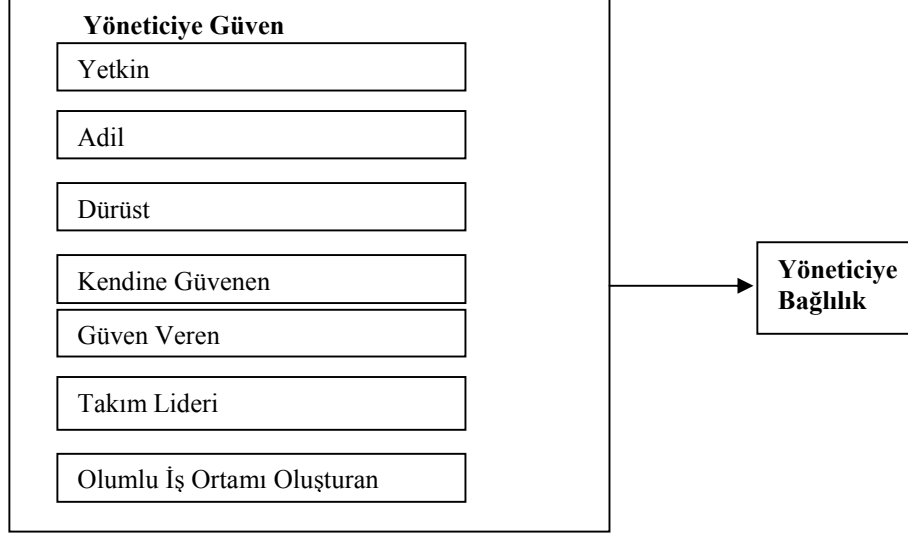 Yöneticiye Güven
Yetkin
Adil
Dürüst
Kendine Güvenen
Güven Veren
Takım Lideri
Olumlu İş Ortamı Oluşturan
Yöneticiye
Bağlılık